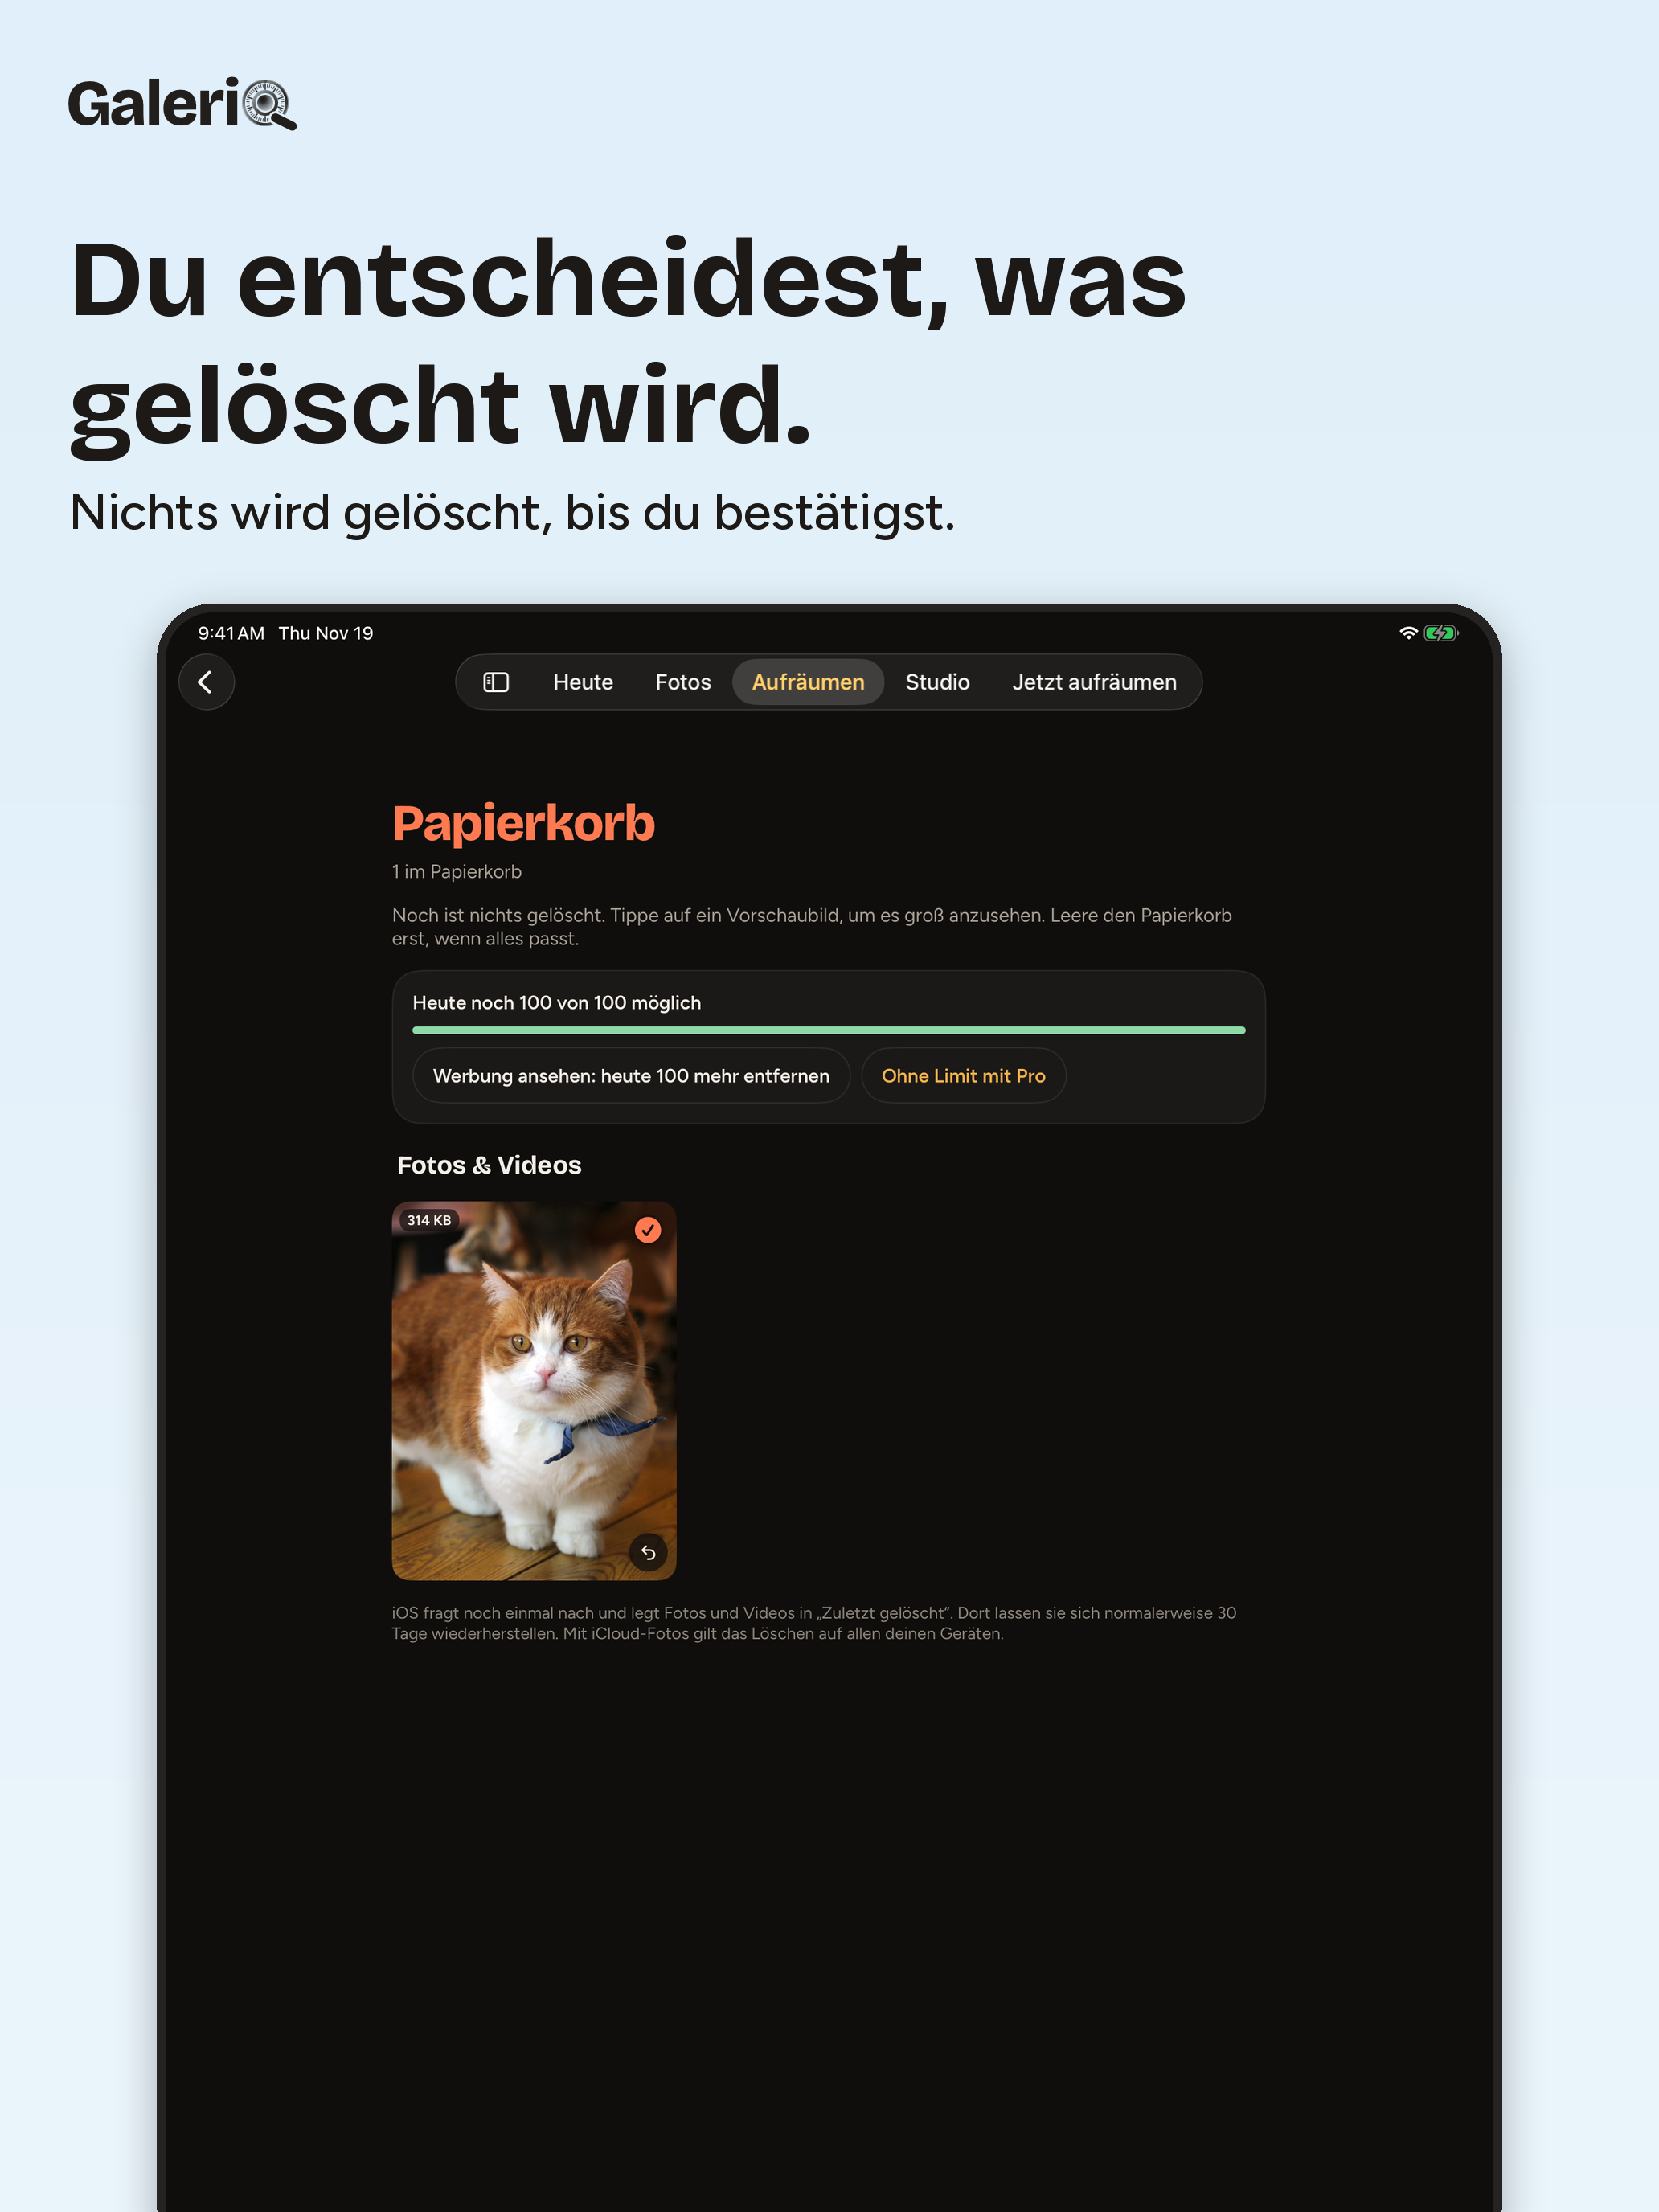 GaleriQ
Du entscheidest, was
gelöscht wird.
Nichts wird gelöscht, bis du bestätigst.
9:41 AM Thu Nov 19
Heute Fotos Aufräumen Studio Jetzt aufräumen
Papierkorb
1 im Papierkorb
Noch ist nichts gelöscht. Tippe auf ein Vorschaubild, um es groß anzusehen. Leere den Papierkorb
erst, wenn alles passt.
Heute noch 100 von 100 möglich
Werbung ansehen: heute 100 mehr entfernen Ohne Limit mit Pro
Fotos & Videos
314 KB
iOS fragt noch einmal nach und legt Fotos und Videos in „Zuletzt gelöscht“. Dort lassen sie sich normalerweise 30
Tage wiederherstellen. Mit iCloud-Fotos gilt das Löschen auf allen deinen Geräten.